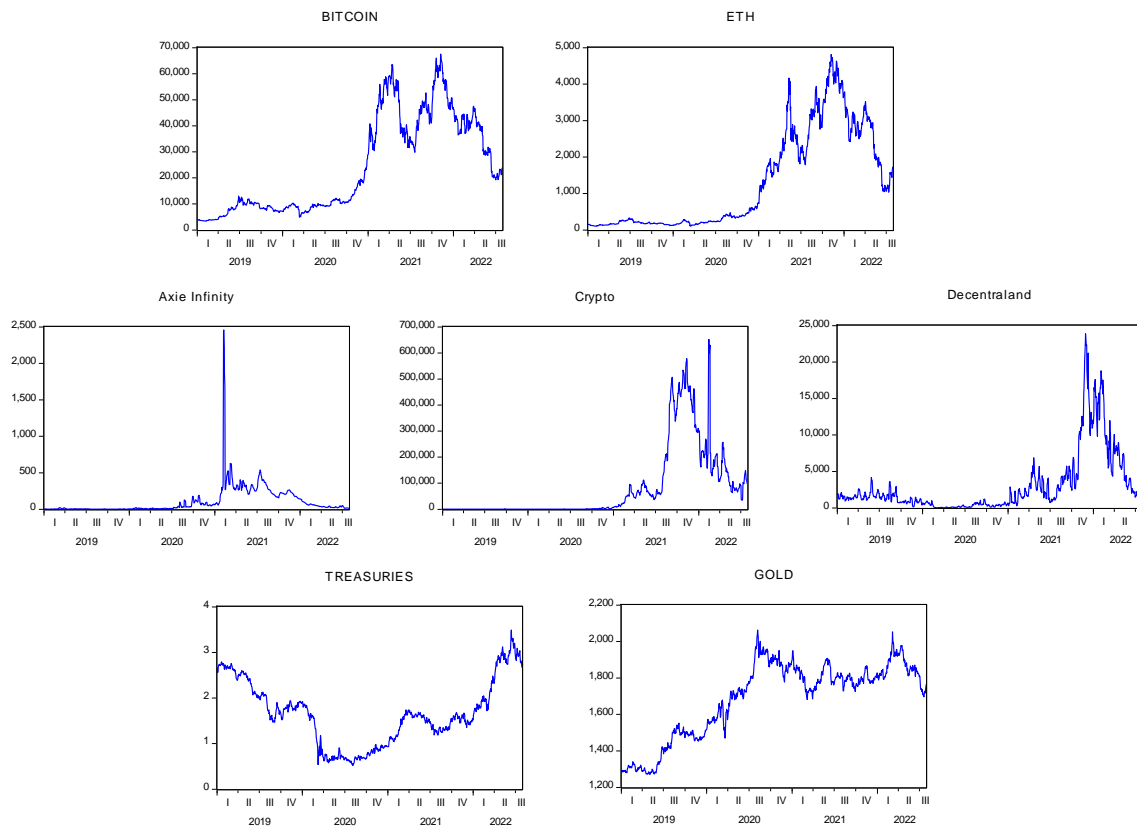 BITCOIN
70,000
60,000
50,000
40,000
30,000
20,000
10,000
0
I II III IV I II III IV I II III IV I II III
2019 2020 2021 2022
ETH
5,000
4,000
3,000
2,000
1,000
0
I II III IV I II III IV I II III IV I II III
2019 2020 2021 2022
Axie Infinity
2,500
2,000
1,500
1,000
500
0
I II III IV I II III IV I II III IV I II III
2019 2020 2021 2022
Crypto
700,000
600,000
500,000
400,000
300,000
200,000
100,000
0
I II III IV I II III IV I II III IV I II III
2019 2020 2021 2022
Decentraland
25,000
20,000
15,000
10,000
5,000
0
I II III IV I II III IV I II III IV I II
2019 2020 2021 2022
TREASURIES
4
3
2
1
0
I II III IV I II III IV I II III IV I II III
2019 2020 2021 2022
GOLD
2,200
2,000
1,800
1,600
1,400
1,200
I II III IV I II III IV I II III IV I II III
2019 2020 2021 2022